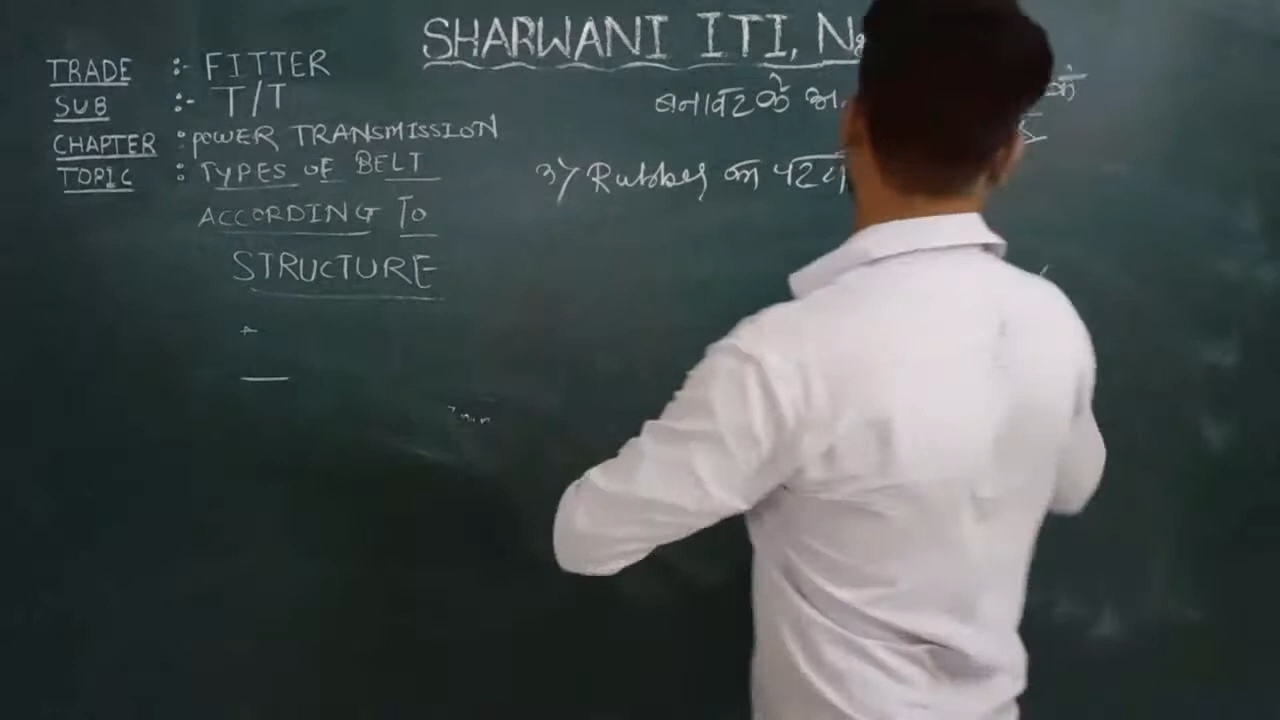 SHARWANI ITI,
TRADE :- FITTER
SUB :- T/T
CHAPTER : POWER TRANSMISSION
TOPIC : TYPES OF BELT
ACCORDING TO
STRUCTURE
बनावट के
3) Rubber का पट्टा